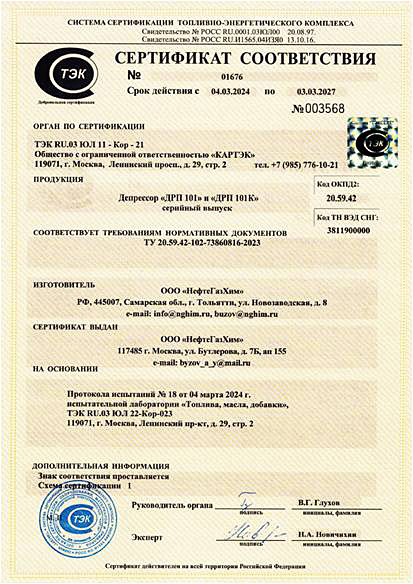 СИСТЕМА СЕРТИФИКАЦИИ ТОПЛИВНО-ЭНЕРГЕТИЧЕСКОГО КОМПЛЕКСА
Свидетельство № РОСС RU.0001.03ЮЛ00 20.08.97.
Свидетельство № РОСС RU.И1565.04ИЗЯ0 13.10.16.
ТЭК
Добровольная сертификация
СЕРТИФИКАТ СООТВЕТСТВИЯ
№ 01676
Срок действия с 04.03.2024 по 03.03.2027
№003568
ОРГАН ПО СЕРТИФИКАЦИИ
ТЭК RU.03 ЮЛ 11 - Кор - 21
Общество с ограниченной ответственностью «КАРТЭК»
119071, г. Москва, Ленинский просп., д. 29, стр. 2 тел. +7 (985) 776-10-21
ТЭК
ПРОДУКЦИЯ
Депрессор «ДРП 101» и «ДРП 101К»
серийный выпуск
Код ОКПД2:
20.59.42
Код ТН ВЭД СНГ:
3811900000
СООТВЕТСТВУЕТ ТРЕБОВАНИЯМ НОРМАТИВНЫХ ДОКУМЕНТОВ
ТУ 20.59.42-102-73860816-2023
ИЗГОТОВИТЕЛЬ
ООО «НефтеГазХим»
РФ, 445007, Самарская обл., г. Тольятти, ул. Новозаводская, д. 8
e-mail: info@nghim.ru, buzov@nghim.ru
СЕРТИФИКАТ ВЫДАН
ООО «НефтеГазХим»
117485 г. Москва, ул. Бутлерова, д. 7Б, ап 155
e-mail: byzov_a_y@mail.ru
НА ОСНОВАНИИ
Протокола испытаний № 18 от 04 марта 2024 г.
испытательной лаборатории «Топлива, масла, добавки»,
ТЭК RU.03 ЮЛ 22-Кор-023
119071, г. Москва, Ленинский пр-кт, д. 29, стр. 2
ДОПОЛНИТЕЛЬНАЯ ИНФОРМАЦИЯ
Знак соответствия проставляется
Схема сертификации 1
ТЭК
Руководитель органа
подпись
В.Г. Глухов
инициалы, фамилия
Эксперт
подпись
Н.А. Новичихин
инициалы, фамилия
Сертификат действует на всей территории Российской Федерации